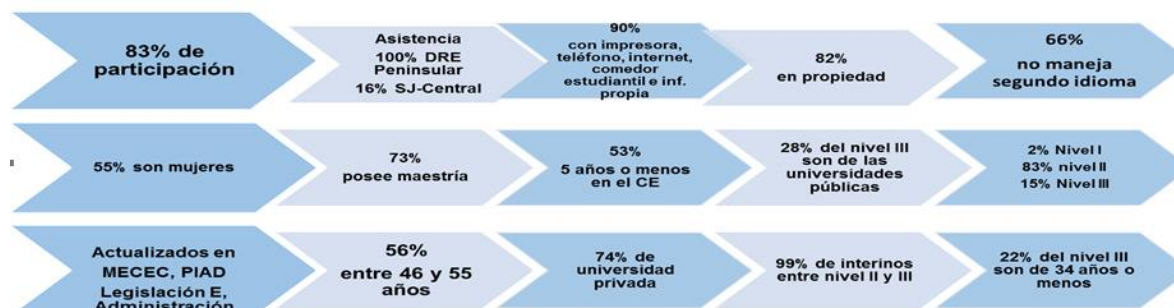 83% de
participación
Asistencia
100% DRE
Peninsular
16% SJ-Central
90%
con impresora,
teléfono, internet,
comedor
estudiantil e inf.
propia
82%
en propiedad
66%
no maneja
segundo idioma
55% son mujeres
73%
posee maestría
53%
5 años o menos
en el CE
28% del nivel III
son de las
universidades
públicas
2% Nivel I
83% nivel II
15% Nivel III
Actualizados en
MECEC, PIAD
Legislación E,
Administración
56%
entre 46 y 55
años
74% de
universidad
privada
99% de interinos
entre nivel II y III
22% del nivel III
son de 34 años o
menos